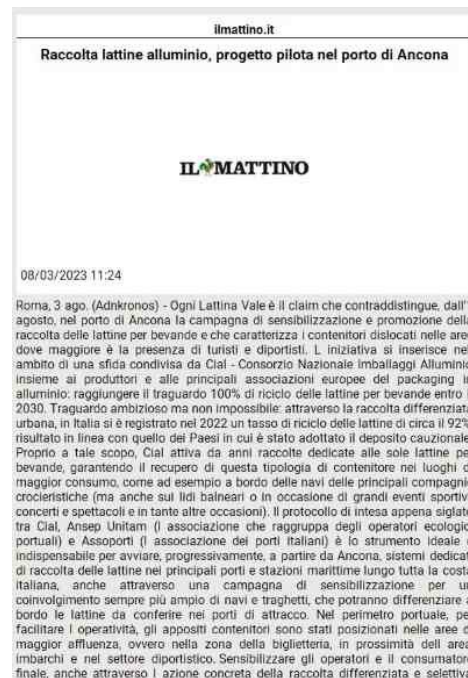 ilmattino.it
Raccolta lattine alluminio, progetto pilota nel porto di Ancona
IL MATTINO
08/03/2023 11:24
Roma, 3 ago. (Adnkronos) - Ogni Lattina Vale è il claim che contraddistingue, dall'1
agosto, nel porto di Ancona la campagna di sensibilizzazione e promozione della
raccolta delle lattine per bevande e che caratterizza i contenitori dislocati nelle aree
dove maggiore è la presenza di turisti e diportisti. L iniziativa si inserisce nel
ambito di una sfida condivisa da Cial - Consorzio Nazionale Imballaggi Alluminio
insieme ai produttori e alle principali associazioni europee del packaging in
alluminio: raggiungere il traguardo 100% di riciclo delle lattine per bevande entro il
2030. Traguardo ambizioso ma non impossibile: attraverso la raccolta differenziata
urbana, in Italia si è registrato nel 2022 un tasso di riciclo delle lattine di circa il 92%,
risultato in linea con quello dei Paesi in cui è stato adottato il deposito cauzionale.
Proprio a tale scopo, Cial attiva da anni raccolte dedicate alle sole lattine per
bevande, garantendo il recupero di questa tipologia di contenitore nei luoghi di
maggior consumo, come ad esempio a bordo delle navi delle principali compagnie
crocieristiche (ma anche sui lidi balneari o in occasione di grandi eventi sportivi,
concerti e spettacoli e in tante altre occasioni). Il protocollo di intesa appena siglato
tra Cial, Ansep Unitam (l associazione che raggruppa degli operatori ecologici
portuali) e Assoporti (l associazione dei porti italiani) è lo strumento ideale e
indispensabile per avviare, progressivamente, a partire da Ancona, sistemi dedicati
di raccolta delle lattine nei principali porti e stazioni marittime lungo tutta la costa
italiana, anche attraverso una campagna di sensibilizzazione per un
coinvolgimento sempre più ampio di navi e traghetti, che potranno differenziare a
bordo le lattine da conferire nei porti di attracco. Nel perimetro portuale, per
facilitare l operatività, gli appositi contenitori sono stati posizionati nelle aree di
maggior affluenza, ovvero nella zona della biglietteria, in prossimità dell area
imbarchi e nel settore diportistico. Sensibilizzare gli operatori e il consumatore
finale, anche attraverso l azione concreta della raccolta differenziata e selettiva